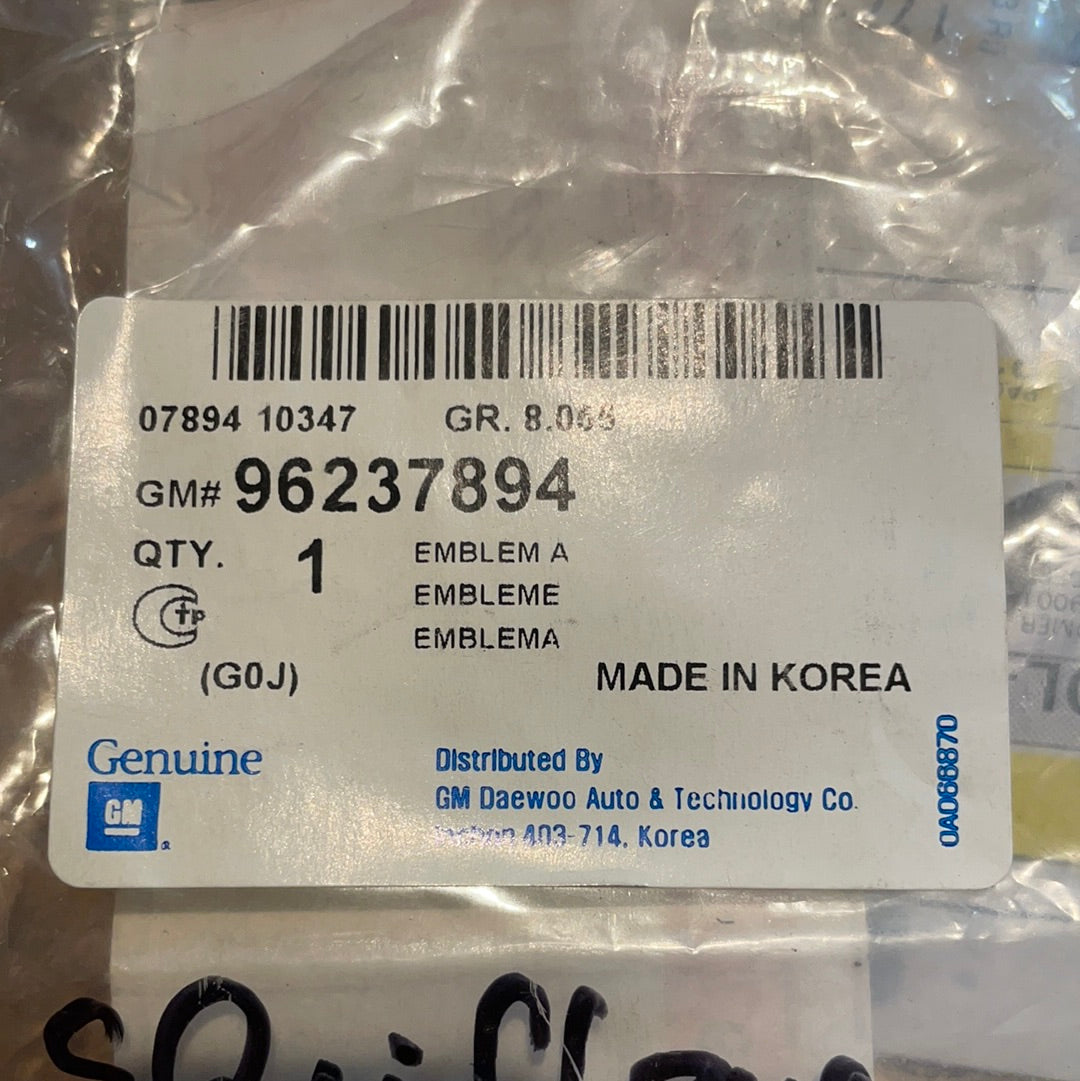 07894 10347 GR. 8.055
GM# 96237894
QTY. 1 EMBLEM A
EMBLEME
EMBLEMA
(G0J) MADE IN KOREA
Genuine
GM
Distributed By
GM Daewoo Auto & Technology Co.
403-714, Korea
0A066870